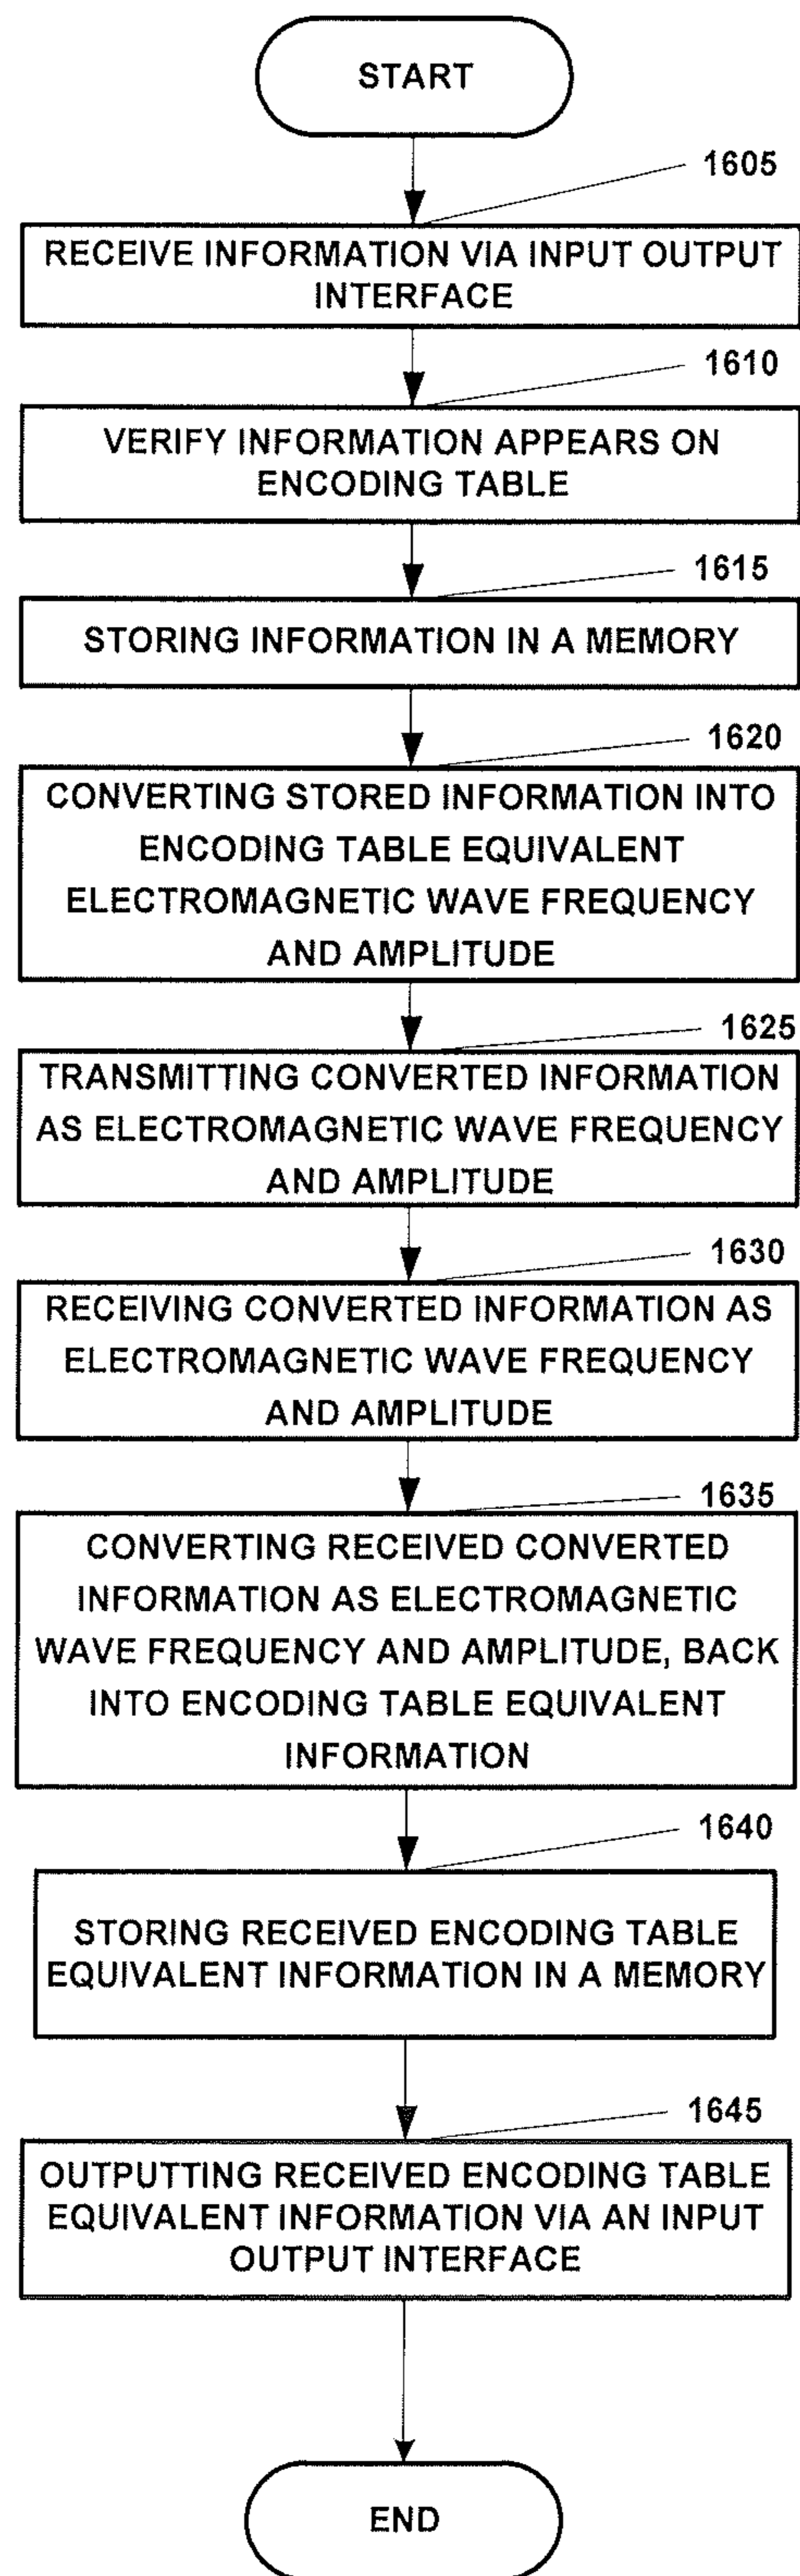 START
1605
RECEIVE INFORMATION VIA INPUT OUTPUT
INTERFACE
1610
VERIFY INFORMATION APPEARS ON
ENCODING TABLE
1615
STORING INFORMATION IN A MEMORY
1620
CONVERTING STORED INFORMATION INTO
ENCODING TABLE EQUIVALENT
ELECTROMAGNETIC WAVE FREQUENCY
AND AMPLITUDE
1625
TRANSMITTING CONVERTED INFORMATION
AS ELECTROMAGNETIC WAVE FREQUENCY
AND AMPLITUDE
1630
RECEIVING CONVERTED INFORMATION AS
ELECTROMAGNETIC WAVE FREQUENCY
AND AMPLITUDE
1635
CONVERTING RECEIVED CONVERTED
INFORMATION AS ELECTROMAGNETIC
WAVE FREQUENCY AND AMPLITUDE, BACK
INTO ENCODING TABLE EQUIVALENT
INFORMATION
1640
STORING RECEIVED ENCODING TABLE
EQUIVALENT INFORMATION IN A MEMORY
1645
OUTPUTTING RECEIVED ENCODING TABLE
EQUIVALENT INFORMATION VIA AN INPUT
OUTPUT INTERFACE
END